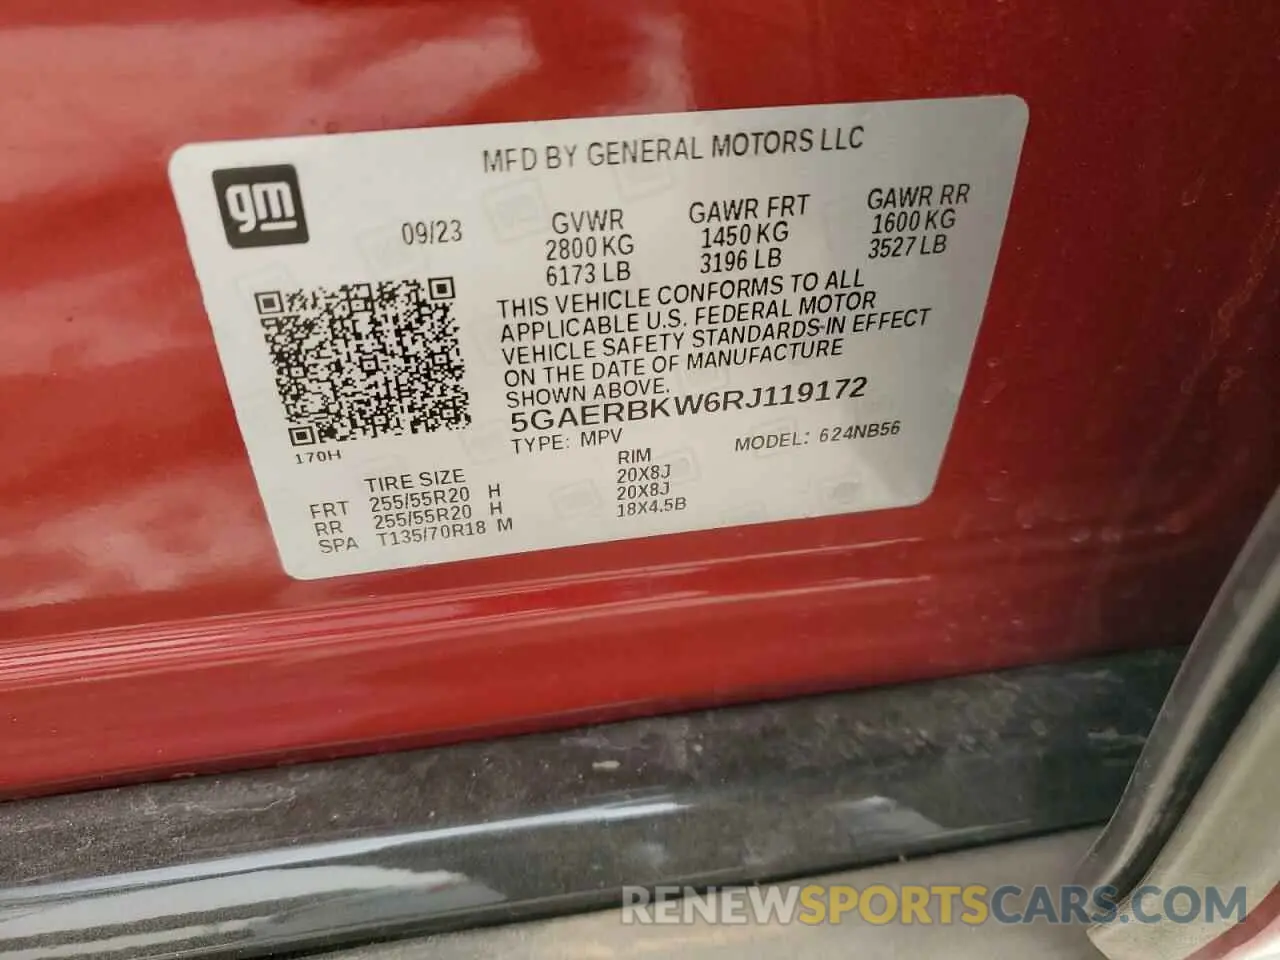 MFD BY GENERAL MOTORS LLC
gm
09/23
GVWR
2800 KG
6173 LB
GAWR FRT
1450 KG
3196 LB
GAWR RR
1600 KG
3527 LB
THIS VEHICLE CONFORMS TO ALL
APPLICABLE U.S. FEDERAL MOTOR
VEHICLE SAFETY STANDARDS IN EFFECT
ON THE DATE OF MANUFACTURE
SHOWN ABOVE.
5GAERBKW6RJ119172
TYPE: MPV
MODEL: 624NB56
170H
TIRE SIZE RIM
FRT 255/55R20 H 20X8J
RR 255/55R20 H 20X8J
SPA T135/70R18 M 18X4.5B
RENEWSPORTSCARS.COM